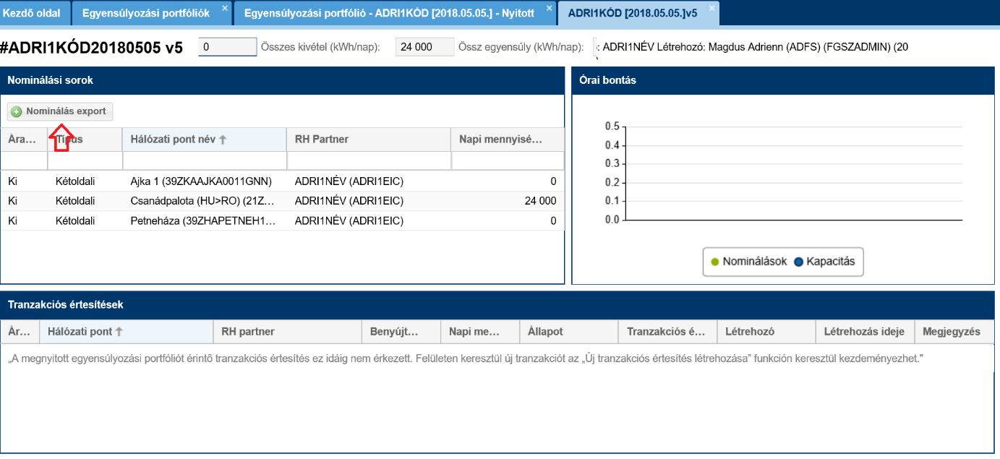 Kezdő oldal
Egyensúlyozási portfóliók
Egyensúlyozási portfólió - ADRI1KÓD [2018.05.05.] - Nyitott
ADRI1KÓD [2018.05.05.]v5
#ADRI1KÓD20180505 v5
0
Összes kivétel (kWh/nap):
24 000
Össz egyensúly (kWh/nap):
: ADRI1NÉV Létrehozó: Magdus Adrienn (ADFS) (FGSZADMIN) (20
Nominálási sorok
Nominálás export
Ára... Típus Hálózati pont név RH Partner Napi mennyisé...
Ki Kétoldali Ajka 1 (39ZKAAJKA0011GNN) ADRI1NÉV (ADRI1EIC) 0
Ki Kétoldali Csanádpalota (HU>RO) (21Z... ADRI1NÉV (ADRI1EIC) 24 000
Ki Kétoldali Petneháza (39ZHAPETNEH1... ADRI1NÉV (ADRI1EIC) 0
Órai bontás
0.5
0.4
0.3
0.2
0.1
0.0
Nominálások Kapacitás
Tranzakciós értesítések
Ár... Hálózati pont RH partner Benyújt... Napi me... Állapot Tranzakciós é... Létrehozó Létrehozás ideje Megjegyzés
„A megnyitott egyensúlyozási portfóliót érintő tranzakciós értesítés ez idáig nem érkezett. Felületen keresztül új tranzakciót az „Új tranzakciós értesítés létrehozása” funkción keresztül kezdeményezhet."